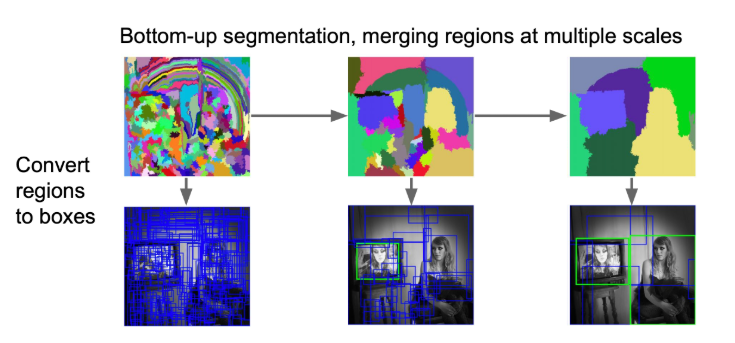 Bottom-up segmentation, merging regions at multiple scales
Convert
regions
to boxes